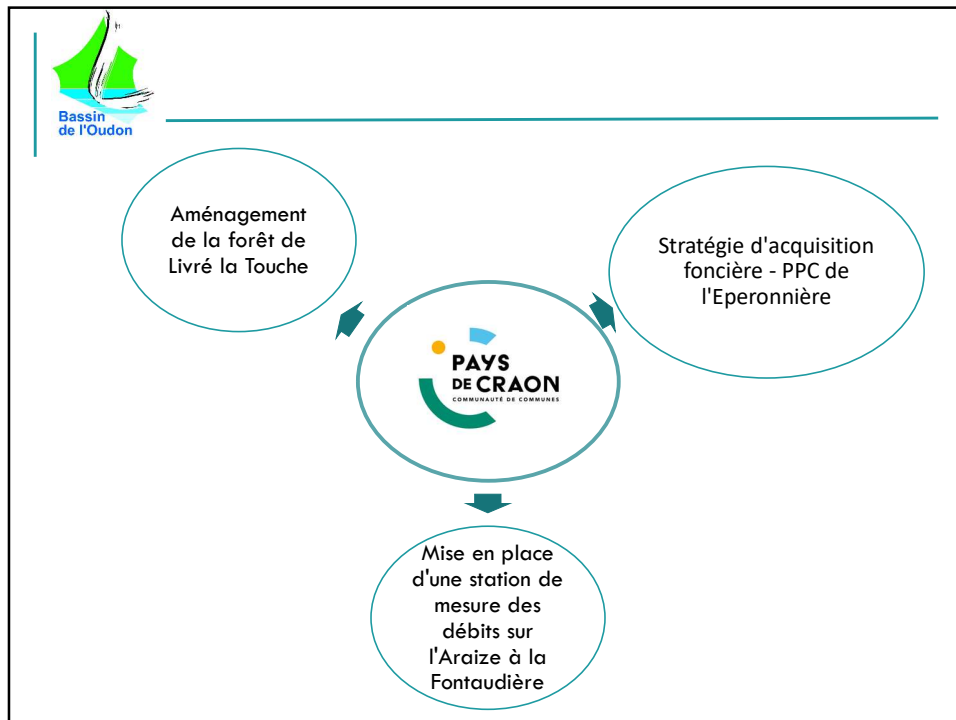 Bassin
de l'Oudon
Aménagement
de la forêt de
Livré la Touche
Stratégie d'acquisition
foncière - PPC de
l'Eperonnière
PAYS
DE CRAON
COMMUNAUTÉ DE COMMUNES
Mise en place
d'une station de
mesure des
débits sur
l'Araize à la
Fontaudière